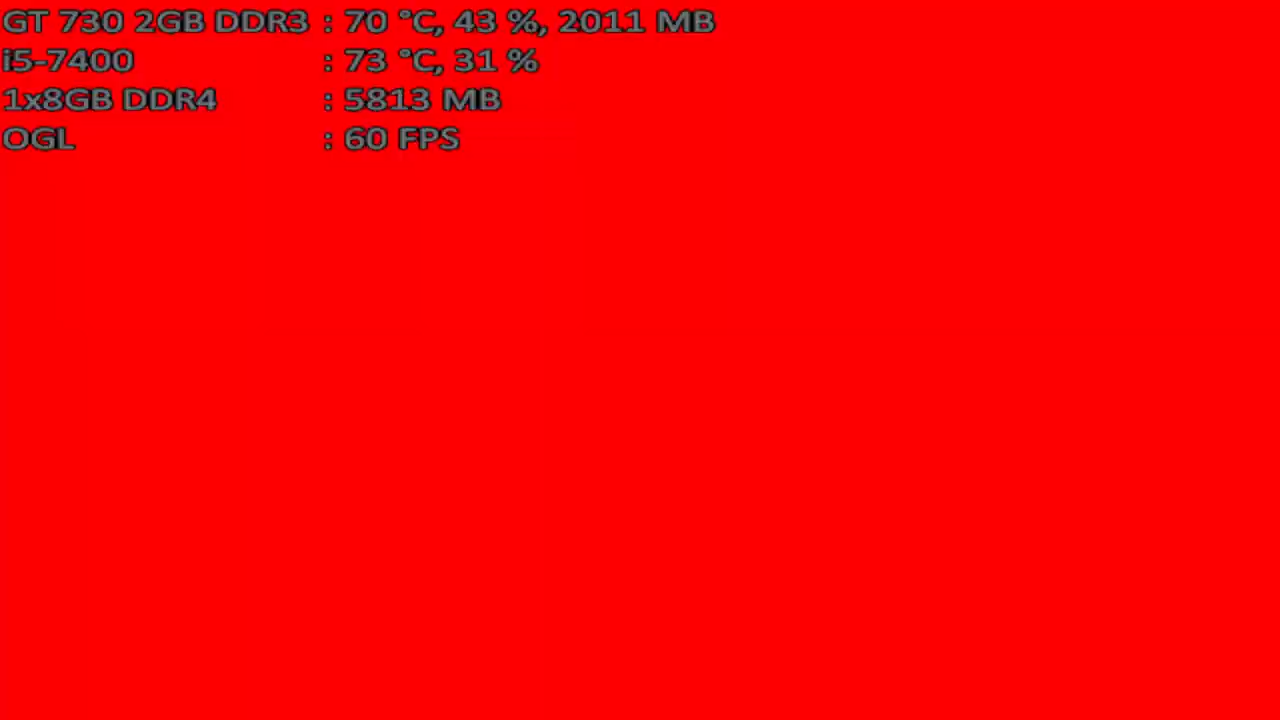 GT 730 2GB DDR3 : 70 °C, 43 %, 2011 MB
i5-7400 : 73 °C, 31 %
1x8GB DDR4 : 5813 MB
OGL : 60 FPS